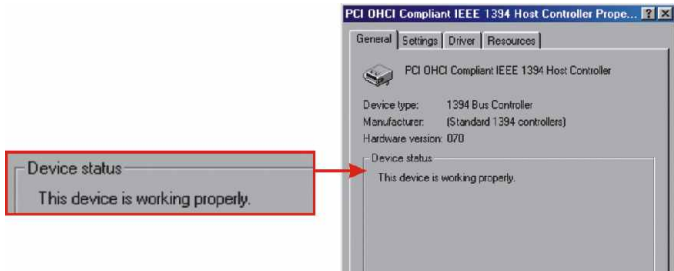 PCI OHCI Compliant IEEE 1394 Host Controller Prope...
General Settings Driver Resources
PCI OHCI Compliant IEEE 1394 Host Controller
Device type: 1394 Bus Controller
Manufacturer: (Standard 1394 controllers)
Hardware version: 070
Device status
This device is working properly.
Device status
This device is working properly.